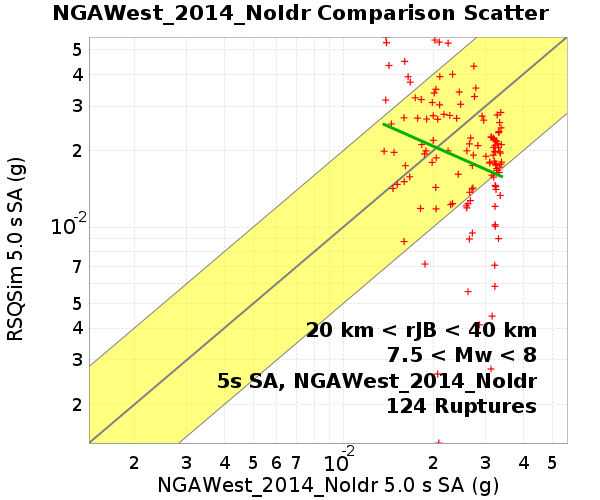 NGAWest_2014_NoIdr Comparison Scatter
RSQSim 5.0 s SA (g)
5
4
3
2
10-2
7
5
4
3
2
20 km < rJB < 40 km
7.5 < Mw < 8
5s SA, NGAWest_2014_NoIdr
124 Ruptures
2 3 4 5 6 7 10-2 2 3 4 5
NGAWest_2014_NoIdr 5.0 s SA (g)